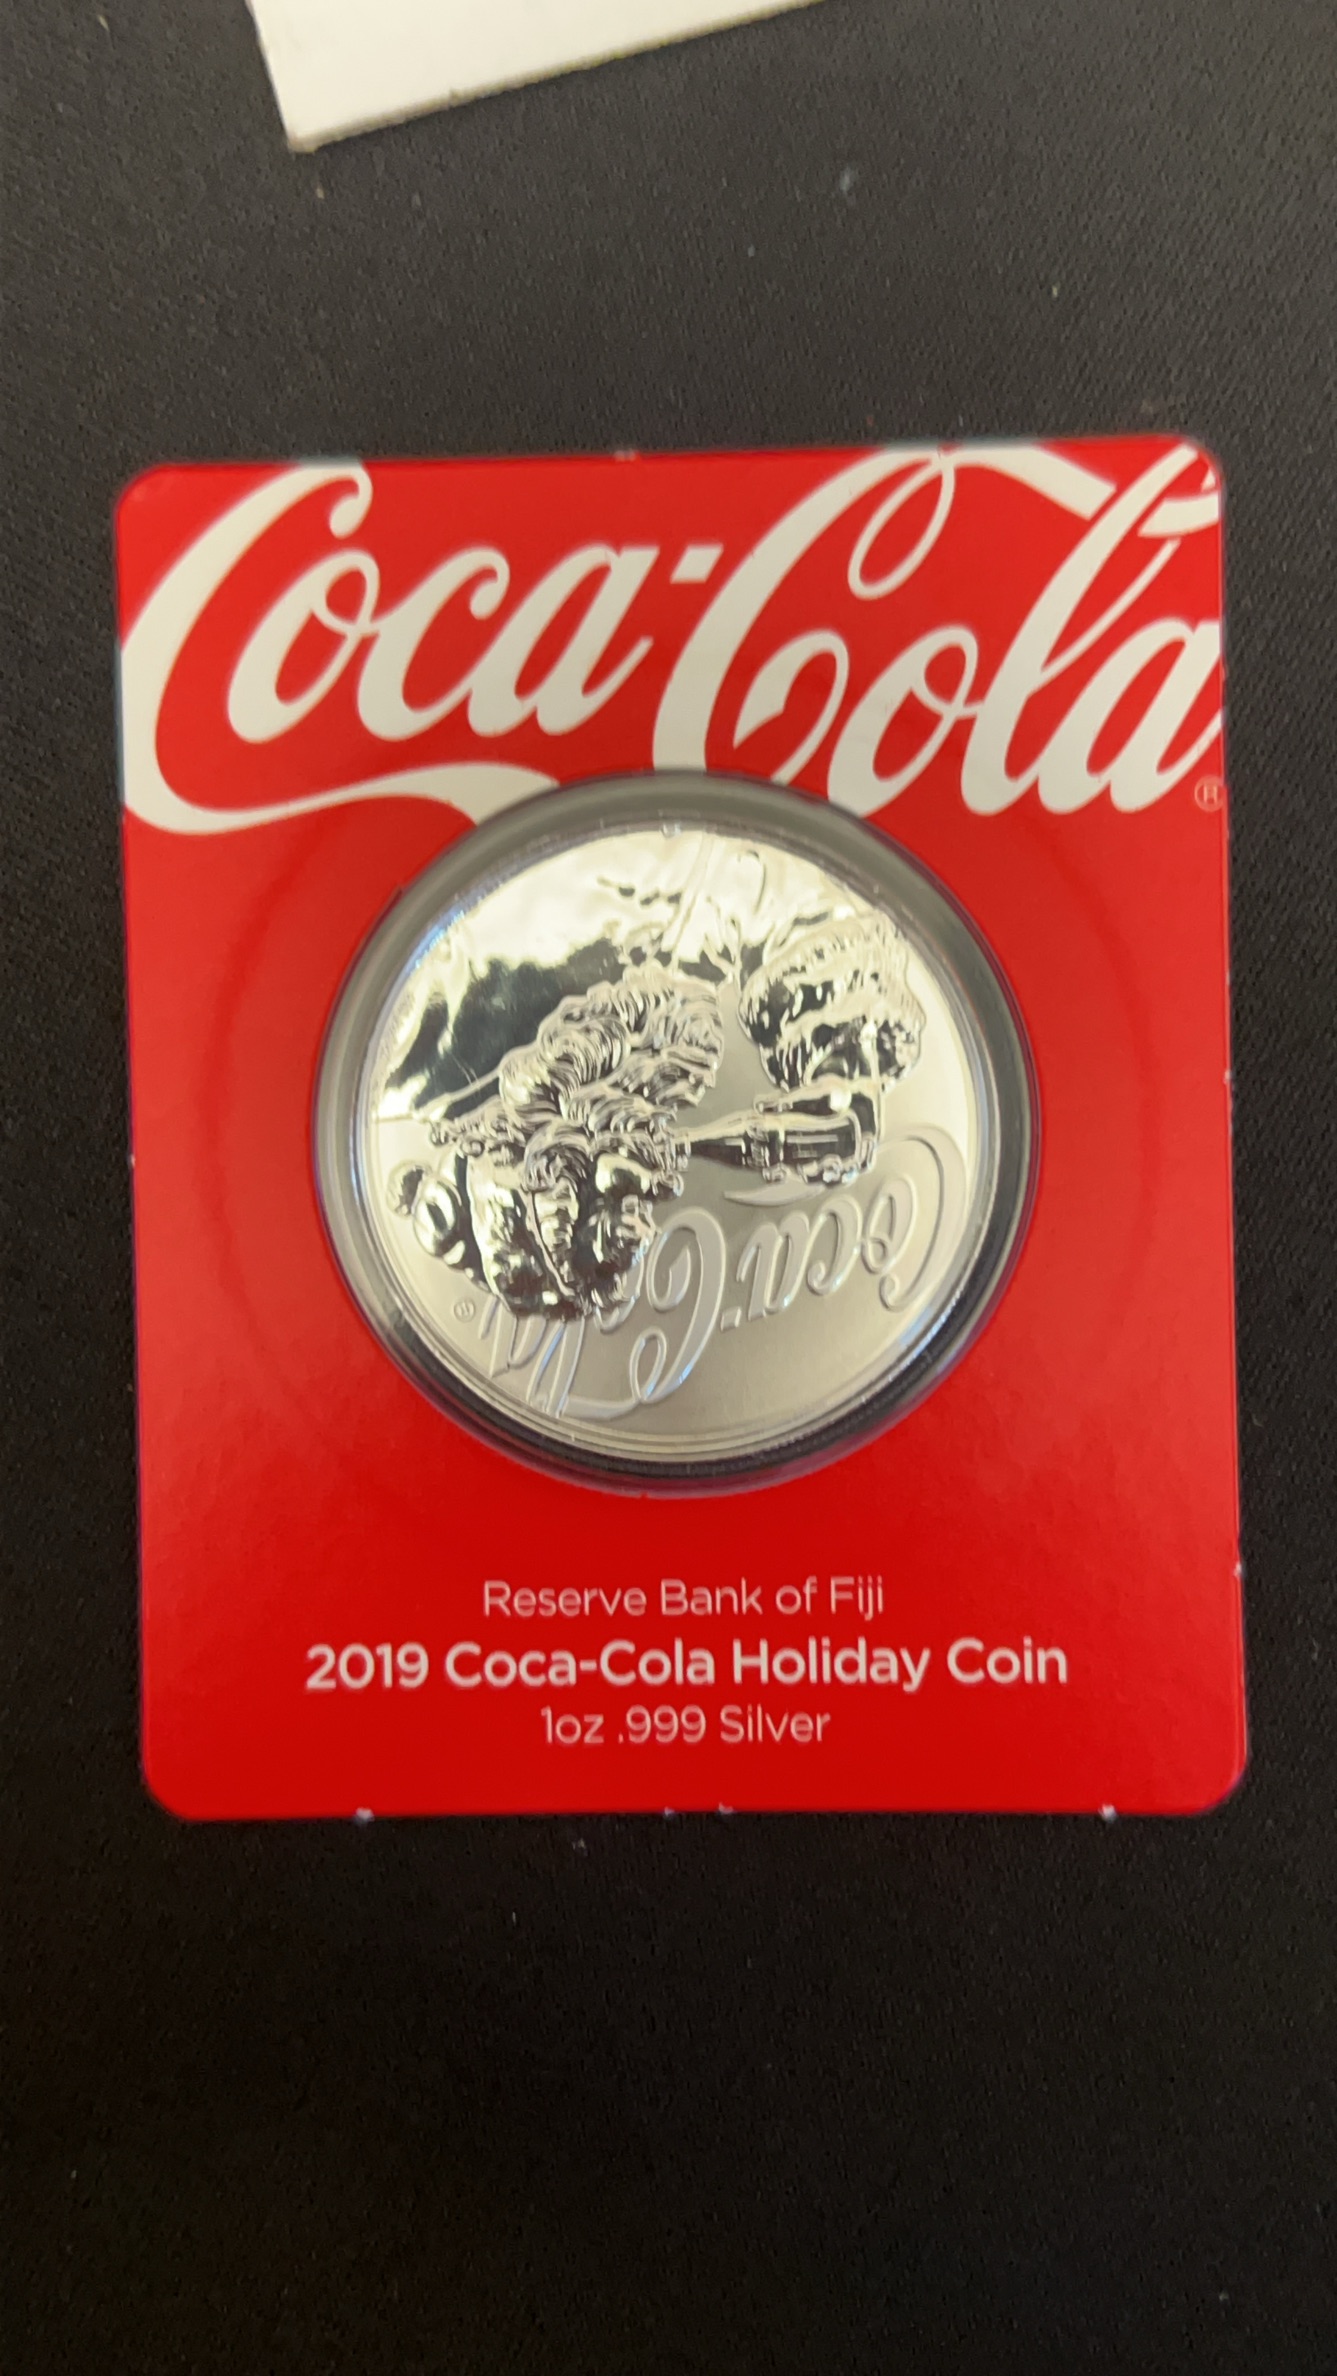 Coca-Cola
®
Coca-Cola
®
Reserve Bank of Fiji
2019 Coca-Cola Holiday Coin
1oz .999 Silver